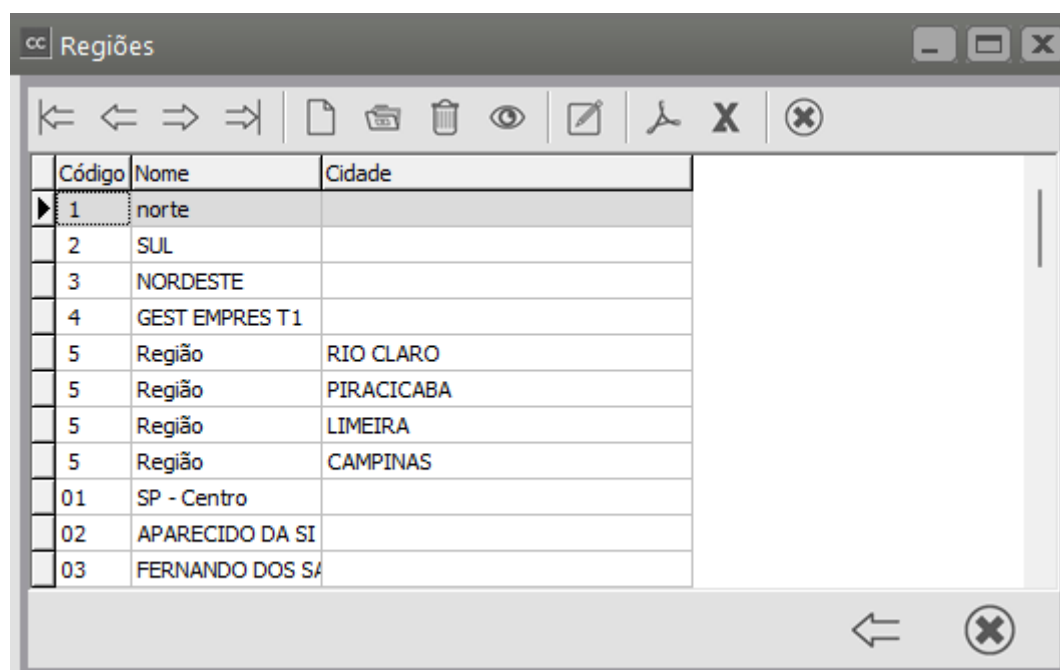 cc Regiões
Código Nome Cidade
1 norte
2 SUL
3 NORDESTE
4 GEST EMPRES T1
5 Região RIO CLARO
5 Região PIRACICABA
5 Região LIMEIRA
5 Região CAMPINAS
01 SP - Centro
02 APARECIDO DA SI
03 FERNANDO DOS SA